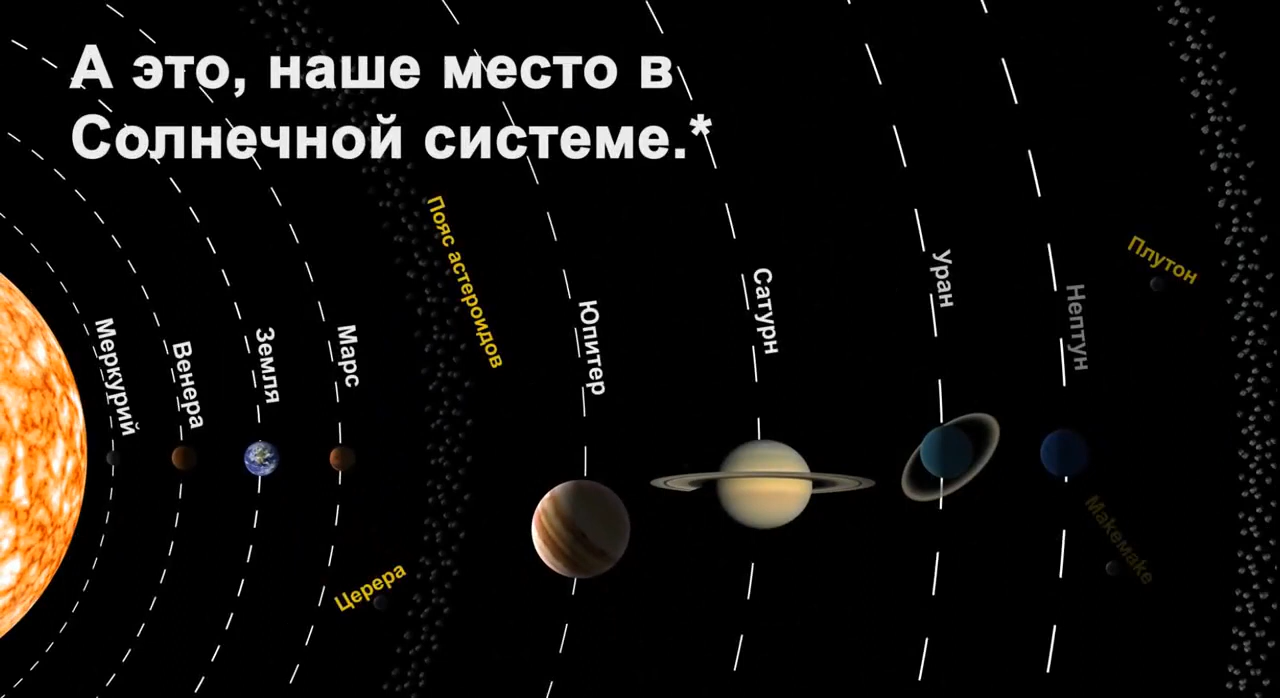 А это, наше место в
Солнечной системе.*
Меркурий
Венера
Земля
Марс
Пояс астероидов
Церера
Юпитер
Сатурн
Уран
Нептун
Плутон
Makemake